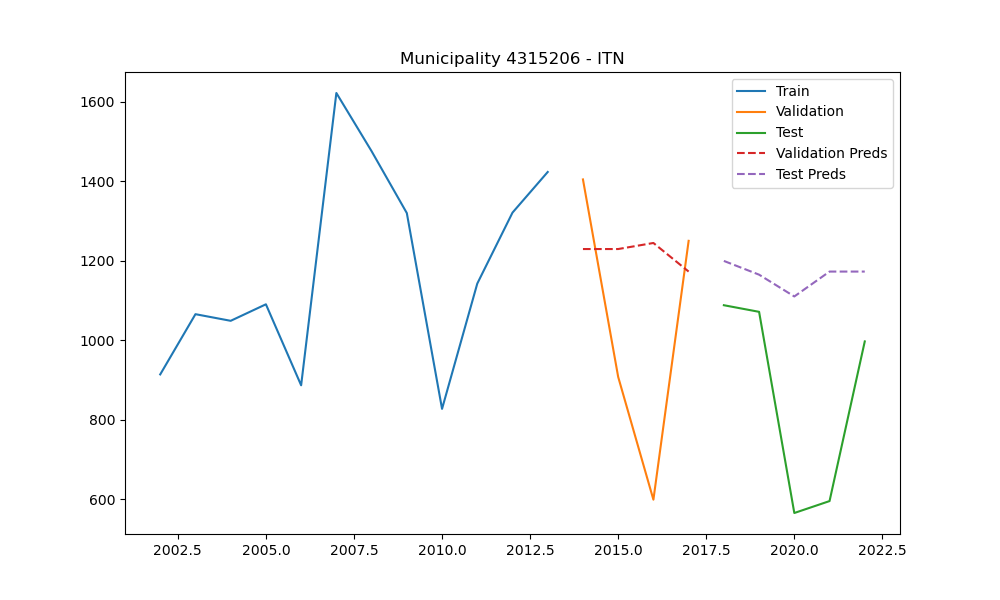 Municipality 4315206 - ITN
1600
1400
1200
1000
800
600
2002.5
2005.0
2007.5
2010.0
2012.5
2015.0
2017.5
2020.0
2022.5
Train
Validation
Test
Validation Preds
Test Preds